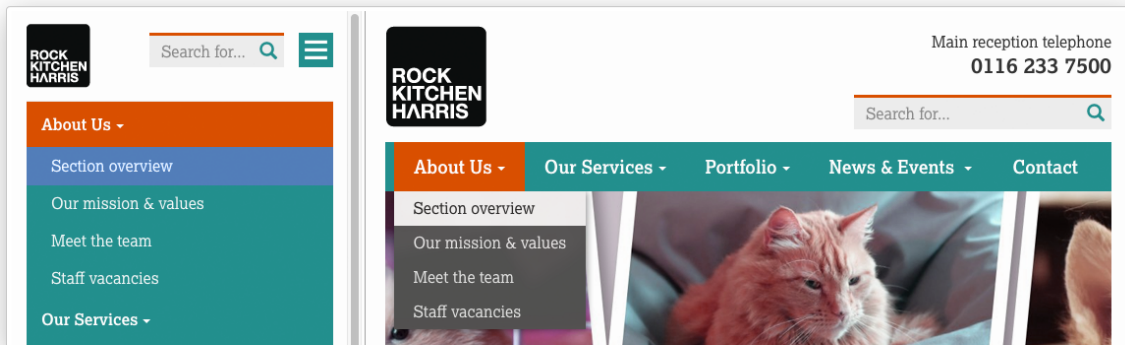 ROCK
KITCHEN
HARRIS
Search for...
About Us
Section overview
Our mission & values
Meet the team
Staff vacancies
Our Services
ROCK
KITCHEN
HARRIS
Main reception telephone
0116 233 7500
Search for...
About Us Our Services Portfolio News & Events Contact
Section overview
Our mission & values
Meet the team
Staff vacancies